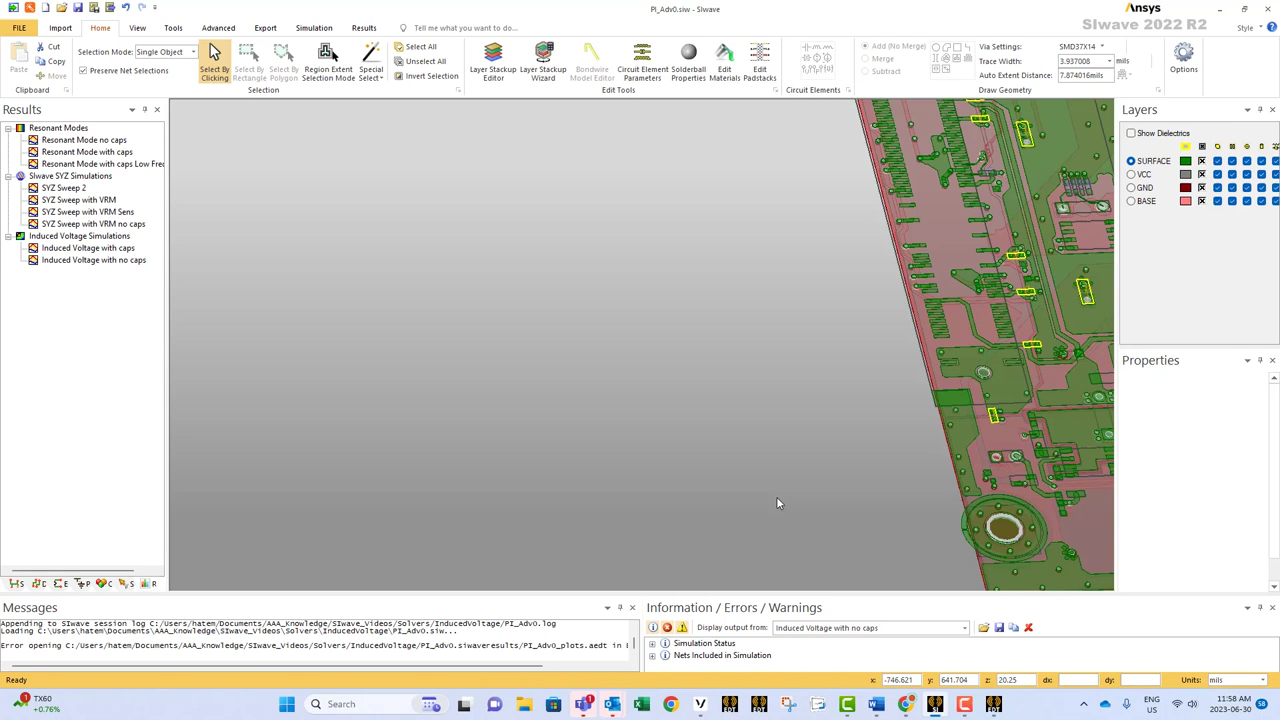 PI_Adv0.siw - SIwave
Ansys
SIwave 2022 R2
FILE Import Home View Tools Advanced Export Simulation Results Tell me what you want to do...
Style
Paste Cut Copy Move
Clipboard
Selection Mode: Single Object
Preserve Net Selections
Select By Clicking
Select By Rectangle
Select By Polygon
Region Extent Selection Mode
Special Select
Select All
Unselect All
Invert Selection
Selection
Layer Stackup Editor
Layer Stackup Wizard
Bondwire Model Editor
Circuit Element Parameters
Solderball Properties
Edit Materials
Edit Padstacks
Edit Tools
Circuit Elements
Add (No Merge)
Merge
Subtract
Via Settings: SMD37X14
Trace Width: 3.937008 mils
Auto Extent Distance: 7.874016mils
Draw Geometry
Options
Results
Resonant Modes
Resonant Mode no caps
Resonant Mode with caps
Resonant Mode with caps Low Frec
SIwave SYZ Simulations
SYZ Sweep 2
SYZ Sweep with VRM
SYZ Sweep with VRM Sens
SYZ Sweep with VRM no caps
Induced Voltage Simulations
Induced Voltage with caps
Induced Voltage with no caps
S D E P C S R
Layers
Show Dielectrics
SURFACE
VCC
GND
BASE
Properties
Messages
Appending to SIwave session log C:/Users/hatem/Documents/AAA_Knowledge/SIwave_Videos/Solvers/InducedVoltage/PI_Adv0.log
Loading C:\Users\hatem\Documents\AAA_Knowledge\SIwave_Videos\Solvers\InducedVoltage\PI_Adv0.siw...
Error opening C:/Users/hatem/Documents/AAA_Knowledge/SIwave_Videos/Solvers/InducedVoltage/PI_Adv0.siwaveresults/PI_Adv0_plots.aedt in E
Information / Errors / Warnings
Display output from: Induced Voltage with no caps
Simulation Status
Nets Included in Simulation
Ready
x: -746.621 y: 641.704 z: 20.25 dx: dy: Units: mils
TX60
+0.76%
Search
ENG
US
11:58 AM
2023-06-30
58